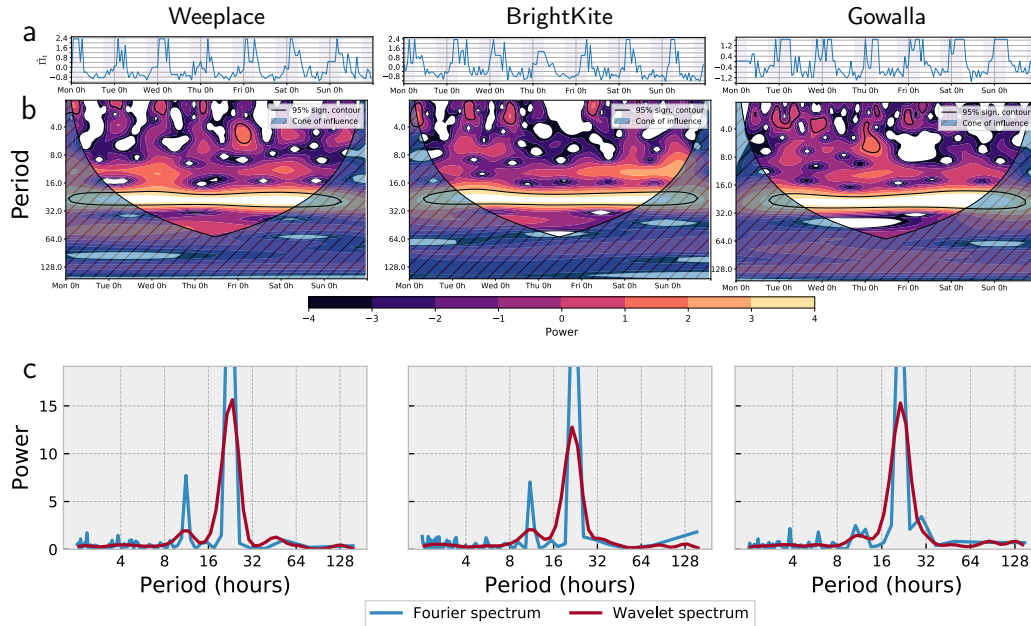 Weeplace BrightKite Gowalla
a
2.4 1.6 0.8 0.0 −0.8
Π̄t
Mon 0h Tue 0h Wed 0h Thu 0h Fri 0h Sat 0h Sun 0h
2.4 1.6 0.8 0.0 −0.8
Mon 0h Tue 0h Wed 0h Thu 0h Fri 0h Sat 0h Sun 0h
1.2 0.4 −0.4 −1.2
Mon 0h Tue 0h Wed 0h Thu 0h Fri 0h Sat 0h Sun 0h
b
Period
4.0 8.0 16.0 32.0 64.0 128.0
95% sign. contour
Cone of influence
Mon 0h Tue 0h Wed 0h Thu 0h Fri 0h Sat 0h Sun 0h
4.0 8.0 16.0 32.0 64.0 128.0
95% sign. contour
Cone of influence
Mon 0h Tue 0h Wed 0h Thu 0h Fri 0h Sat 0h Sun 0h
4.0 8.0 16.0 32.0 64.0 128.0
95% sign. contour
Cone of influence
Mon 0h Tue 0h Wed 0h Thu 0h Fri 0h Sat 0h Sun 0h
−4 −3 −2 −1 0 1 2 3 4
Power
c
Power
15
10
5
0
4 8 16 32 64 128
Period (hours)
4 8 16 32 64 128
Period (hours)
4 8 16 32 64 128
Period (hours)
Fourier spectrum Wavelet spectrum